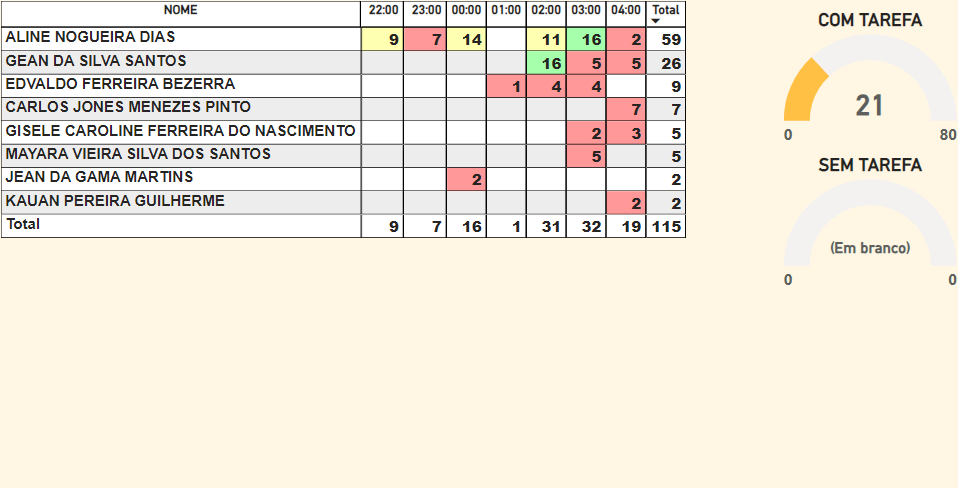 NOME 22:00 23:00 00:00 01:00 02:00 03:00 04:00 Total
ALINE NOGUEIRA DIAS 9 7 14 11 16 2 59
GEAN DA SILVA SANTOS 16 5 5 26
EDVALDO FERREIRA BEZERRA 1 4 4 9
CARLOS JONES MENEZES PINTO 7 7
GISELE CAROLINE FERREIRA DO NASCIMENTO 2 3 5
MAYARA VIEIRA SILVA DOS SANTOS 5 5
JEAN DA GAMA MARTINS 2 2
KAUAN PEREIRA GUILHERME 2 2
Total 9 7 16 1 31 32 19 115
COM TAREFA
21
0 80
SEM TAREFA
(Em branco)
0 0